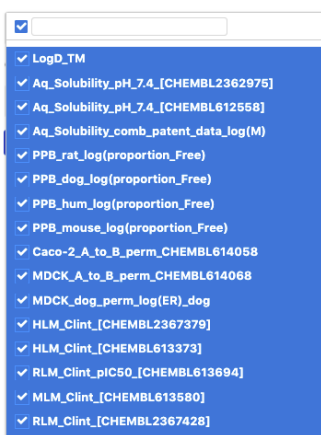 LogD_TM
Aq_Solubility_pH_7.4_[CHEMBL2362975]
Aq_Solubility_pH_7.4_[CHEMBL612558]
Aq_Solubility_comb_patent_data_log(M)
PPB_rat_log(proportion_Free)
PPB_dog_log(proportion_Free)
PPB_hum_log(proportion_Free)
PPB_mouse_log(proportion_Free)
Caco-2_A_to_B_perm_CHEMBL614058
MDCK_A_to_B_perm_CHEMBL614068
MDCK_dog_perm_log(ER)_dog
HLM_Clint_[CHEMBL2367379]
HLM_Clint_[CHEMBL613373]
RLM_Clint_pIC50_[CHEMBL613694]
MLM_Clint_[CHEMBL613580]
RLM_Clint_[CHEMBL2367428]